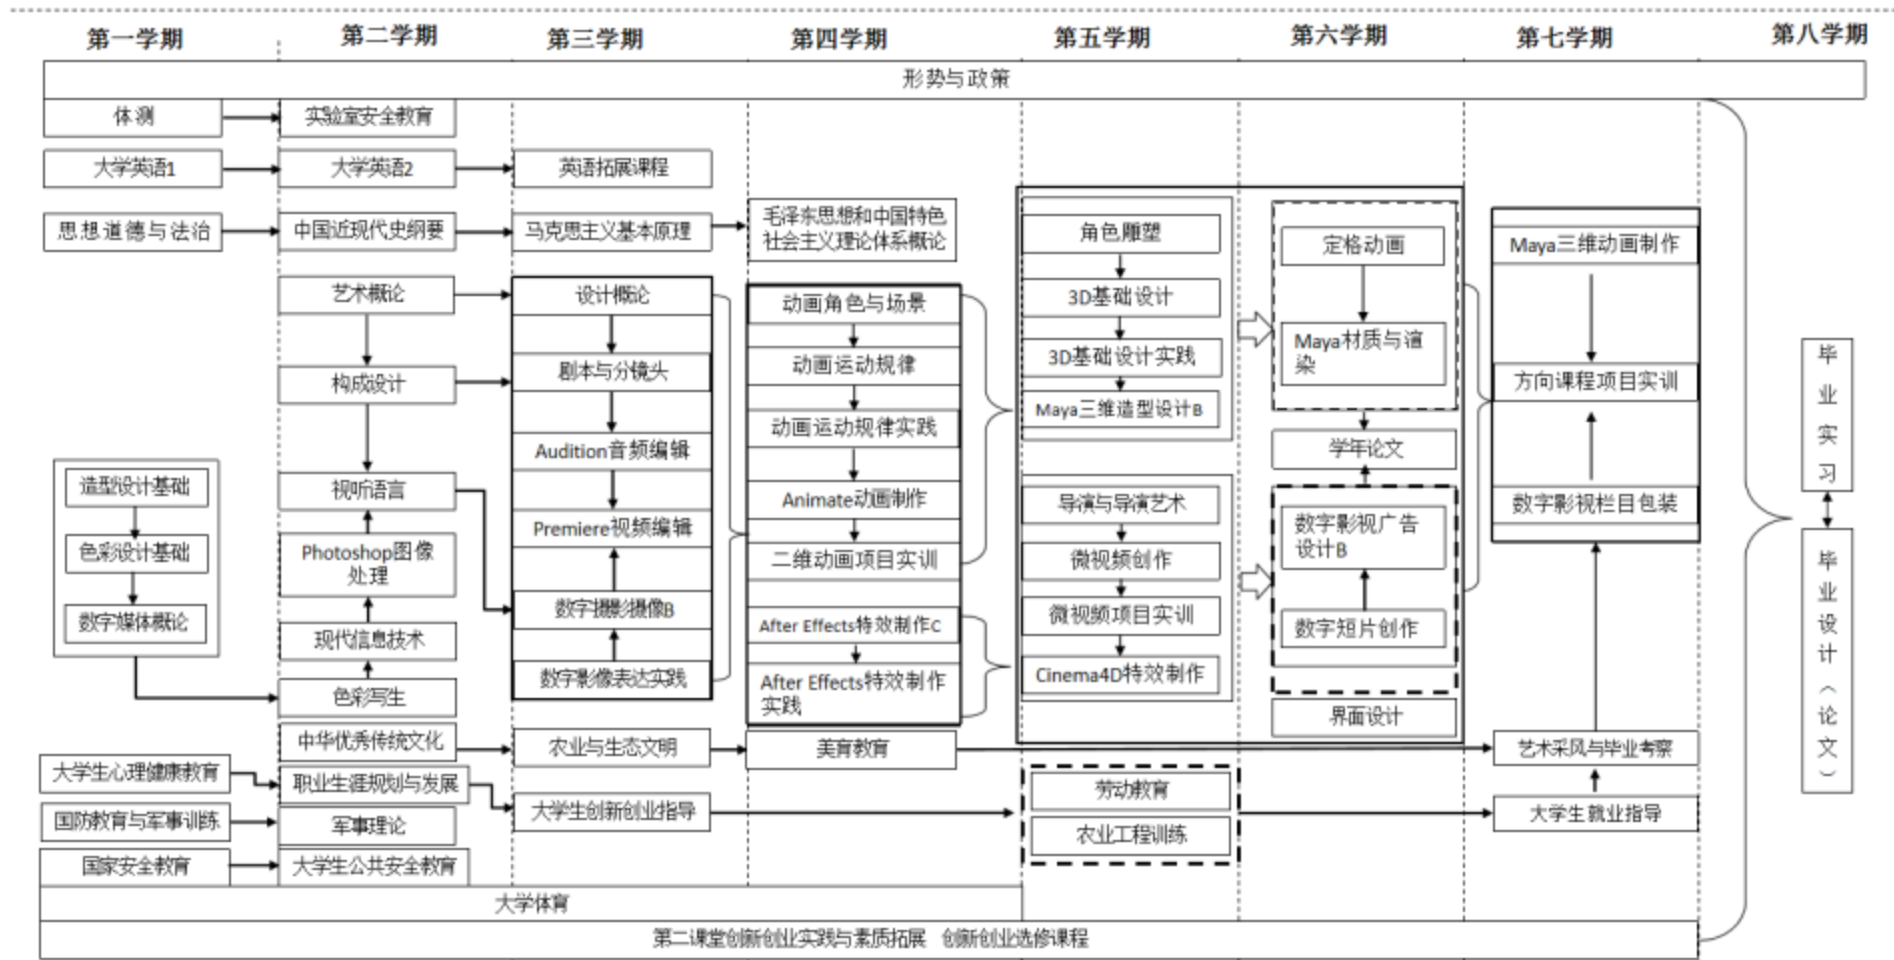 第一学期
第二学期
第三学期
第四学期
第五学期
第六学期
第七学期
第八学期
形势与政策
体测
实验室安全教育
大学英语1
大学英语2
英语拓展课程
思想道德与法治
中国近现代史纲要
马克思主义基本原理
毛泽东思想和中国特色
社会主义理论体系概论
造型设计基础
色彩设计基础
数字媒体概论
艺术概论
构成设计
视听语言
Photoshop图像
处理
现代信息技术
色彩写生
设计概论
剧本与分镜头
Audition音频编辑
Premiere视频编辑
数字摄影摄像B
数字影像表达实践
动画角色与场景
动画运动规律
动画运动规律实践
Animate动画制作
二维动画项目实训
After Effects特效制作C
After Effects特效制作
实践
角色雕塑
3D基础设计
3D基础设计实践
Maya三维造型设计B
导演与导演艺术
微视频创作
微视频项目实训
Cinema4D特效制作
定格动画
Maya材质与渲
染
学年论文
数字影视广告
设计B
数字短片创作
界面设计
Maya三维动画制作
方向课程项目实训
数字影视栏目包装
毕业实习
毕业设计（论文）
中华优秀传统文化
农业与生态文明
美育教育
艺术采风与毕业考察
大学生心理健康教育
职业生涯规划与发展
大学生创新创业指导
劳动教育
农业工程训练
大学生就业指导
国防教育与军事训练
军事理论
国家安全教育
大学生公共安全教育
大学体育
第二课堂创新创业实践与素质拓展 创新创业选修课程